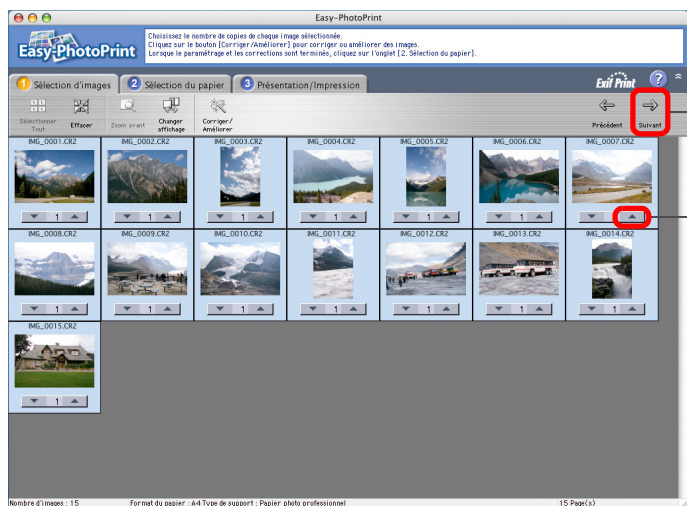 Easy-PhotoPrint
Easy-PhotoPrint
Choisissez le nombre de copies de chaque image sélectionnée.
Cliquez sur le bouton [Corriger/Améliorer] pour corriger ou améliorer des images.
Lorsque le paramétrage et les corrections sont terminés, cliquez sur l'onglet [2. Sélection du papier].
1 Sélection d'images 2 Sélection du papier 3 Présentation/Impression Exif Print ?
Sélectionner Tout Effacer Zoom avant Changer affichage Corriger/ Améliorer Précédent Suivant
IMG_0001.CR2 IMG_0002.CR2 IMG_0003.CR2 IMG_0004.CR2 IMG_0005.CR2 IMG_0006.CR2 IMG_0007.CR2
1 1 1 1 1 1 1
IMG_0008.CR2 IMG_0009.CR2 IMG_0010.CR2 IMG_0011.CR2 IMG_0012.CR2 IMG_0013.CR2 IMG_0014.CR2
1 1 1 1 1 1 1
IMG_0015.CR2
1
Nombre d'images : 15 Format du papier : A4 Type de support : Papier photo professionnel 15 Page(s)